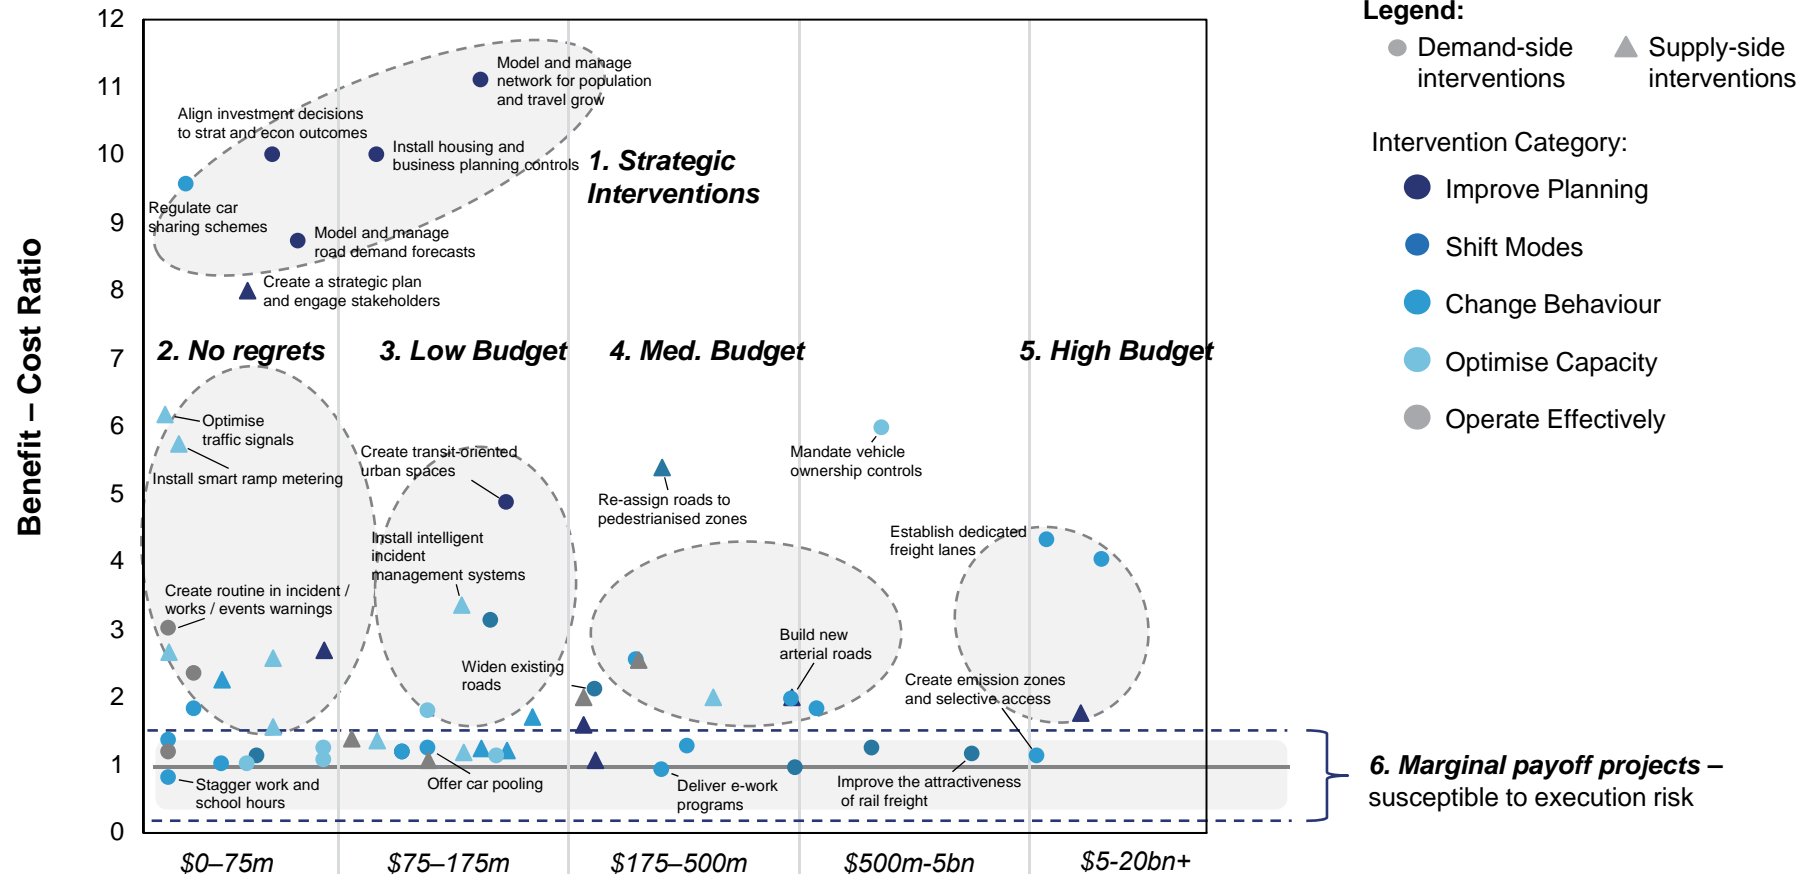 Legend:
Demand-side
interventions
Supply-side
interventions
Intervention Category:
Improve Planning
Shift Modes
Change Behaviour
Optimise Capacity
Operate Effectively
Benefit – Cost Ratio
12
11
10
9
8
7
6
5
4
3
2
1
0
Model and manage
network for population
and travel grow
Align investment decisions
to strat and econ outcomes
Install housing and
business planning controls
1. Strategic
Interventions
Regulate car
sharing schemes
Model and manage
road demand forecasts
Create a strategic plan
and engage stakeholders
2. No regrets
3. Low Budget
4. Med. Budget
5. High Budget
Optimise
traffic signals
Install smart ramp metering
Create transit-oriented
urban spaces
Mandate vehicle
ownership controls
Re-assign roads to
pedestrianised zones
Install intelligent
incident
management systems
Establish dedicated
freight lanes
Create routine in incident /
works / events warnings
Widen existing
roads
Build new
arterial roads
Create emission zones
and selective access
Stagger work and
school hours
Offer car pooling
Deliver e-work
programs
Improve the attractiveness
of rail freight
6. Marginal payoff projects –
susceptible to execution risk
$0–75m
$75–175m
$175–500m
$500m-5bn
$5-20bn+